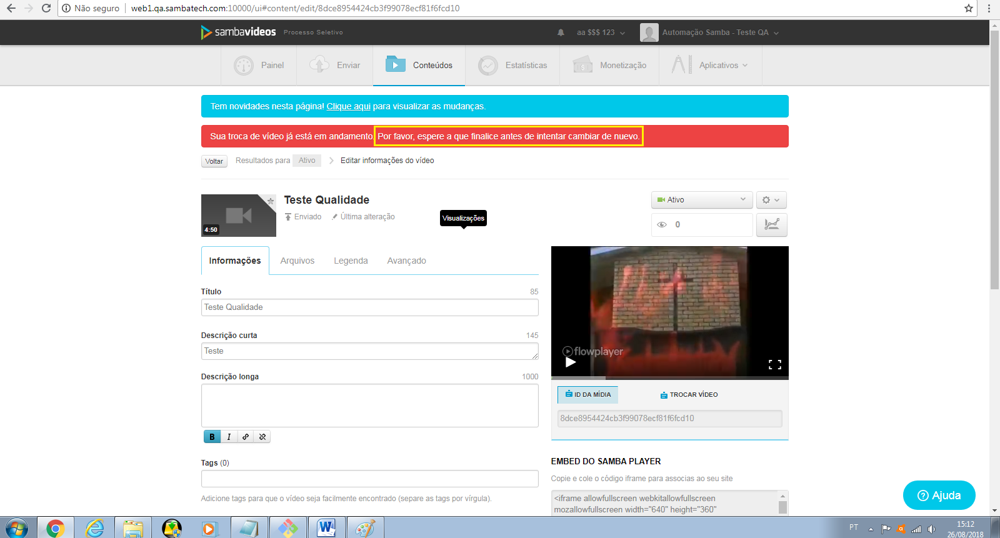 Não seguro | web1.qa.sambatech.com:10000/ui#content/edit/8dce8954424cb3f99078ecf81f6fcd10
sambavideos Processo Seletivo aa $$$ 123 Automação Samba - Teste QA
Painel Enviar Conteúdos Estatísticas Monetização Aplicativos
Tem novidades nesta página! Clique aqui para visualizar as mudanças.
Sua troca de vídeo já está em andamento. Por favor, espere a que finalice antes de intentar cambiar de nuevo.
Voltar Resultados para Ativo Editar informações do vídeo
Teste Qualidade
Enviado Última alteração
Visualizações
4:50
Ativo
0
Informações Arquivos Legenda Avançado
Título 85
Teste Qualidade
Descrição curta 145
Teste
Descrição longa 1000
B I
Tags (0)
Adicione tags para que o vídeo seja facilmente encontrado (separe as tags por vírgula).
flowplayer
ID DA MÍDIA TROCAR VÍDEO
8dce8954424cb3f99078ecf81f6fcd10
EMBED DO SAMBA PLAYER
Copie e cole o código iframe para associas ao seu site
<iframe allowfullscreen webkitallowfullscreen
mozallowfullscreen width="640" height="360"
Ajuda
PT 15:12
26/08/2018